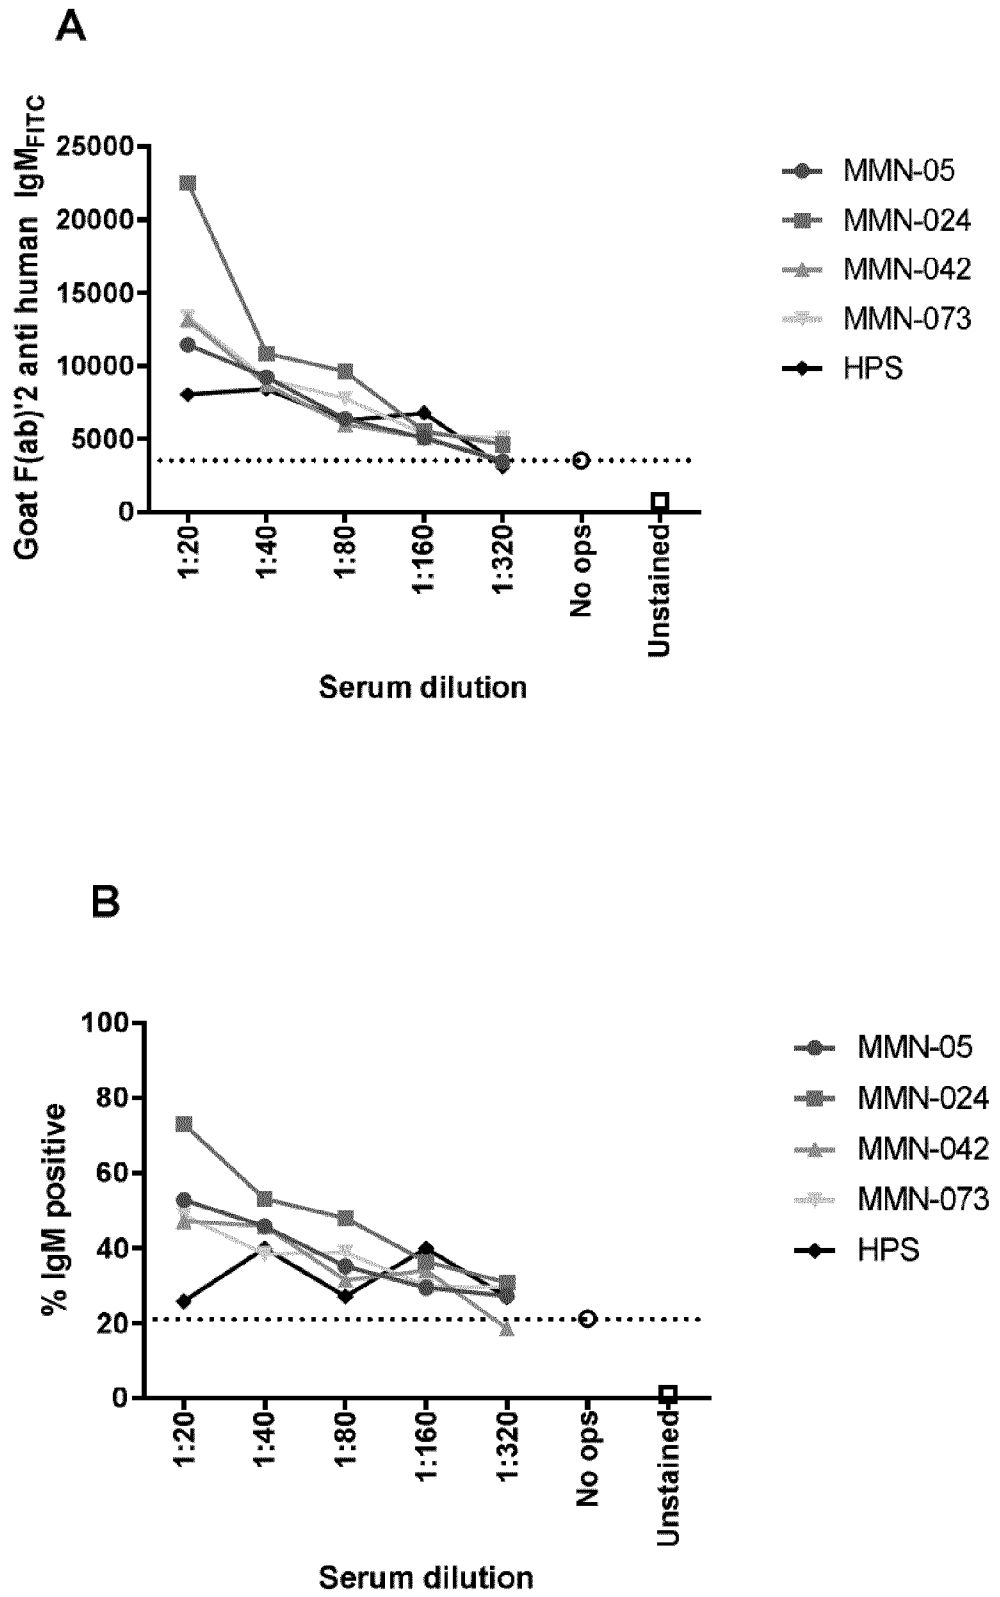 A
Goat F(ab)'2 anti human IgMFITC
25000
20000
15000
10000
5000
0
1:20
1:40
1:80
1:160
1:320
No ops
Unstained
Serum dilution
MMN-05
MMN-024
MMN-042
MMN-073
HPS
B
% IgM positive
100
80
60
40
20
0
1:20
1:40
1:80
1:160
1:320
No ops
Unstained
Serum dilution
MMN-05
MMN-024
MMN-042
MMN-073
HPS